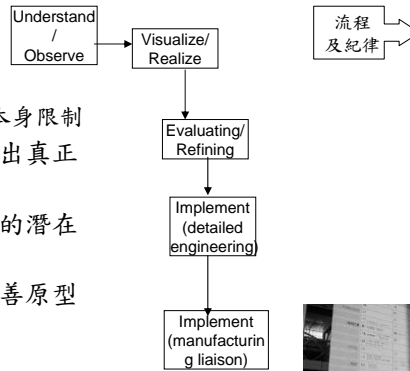 Understand
/
Observe
Visualize/
Realize
流程
及紀律
本身限制
出真正
Evaluating/
Refining
的潛在
Implement
(detailed
engineering)
善原型
Implement
(manufacturin
g liaison)